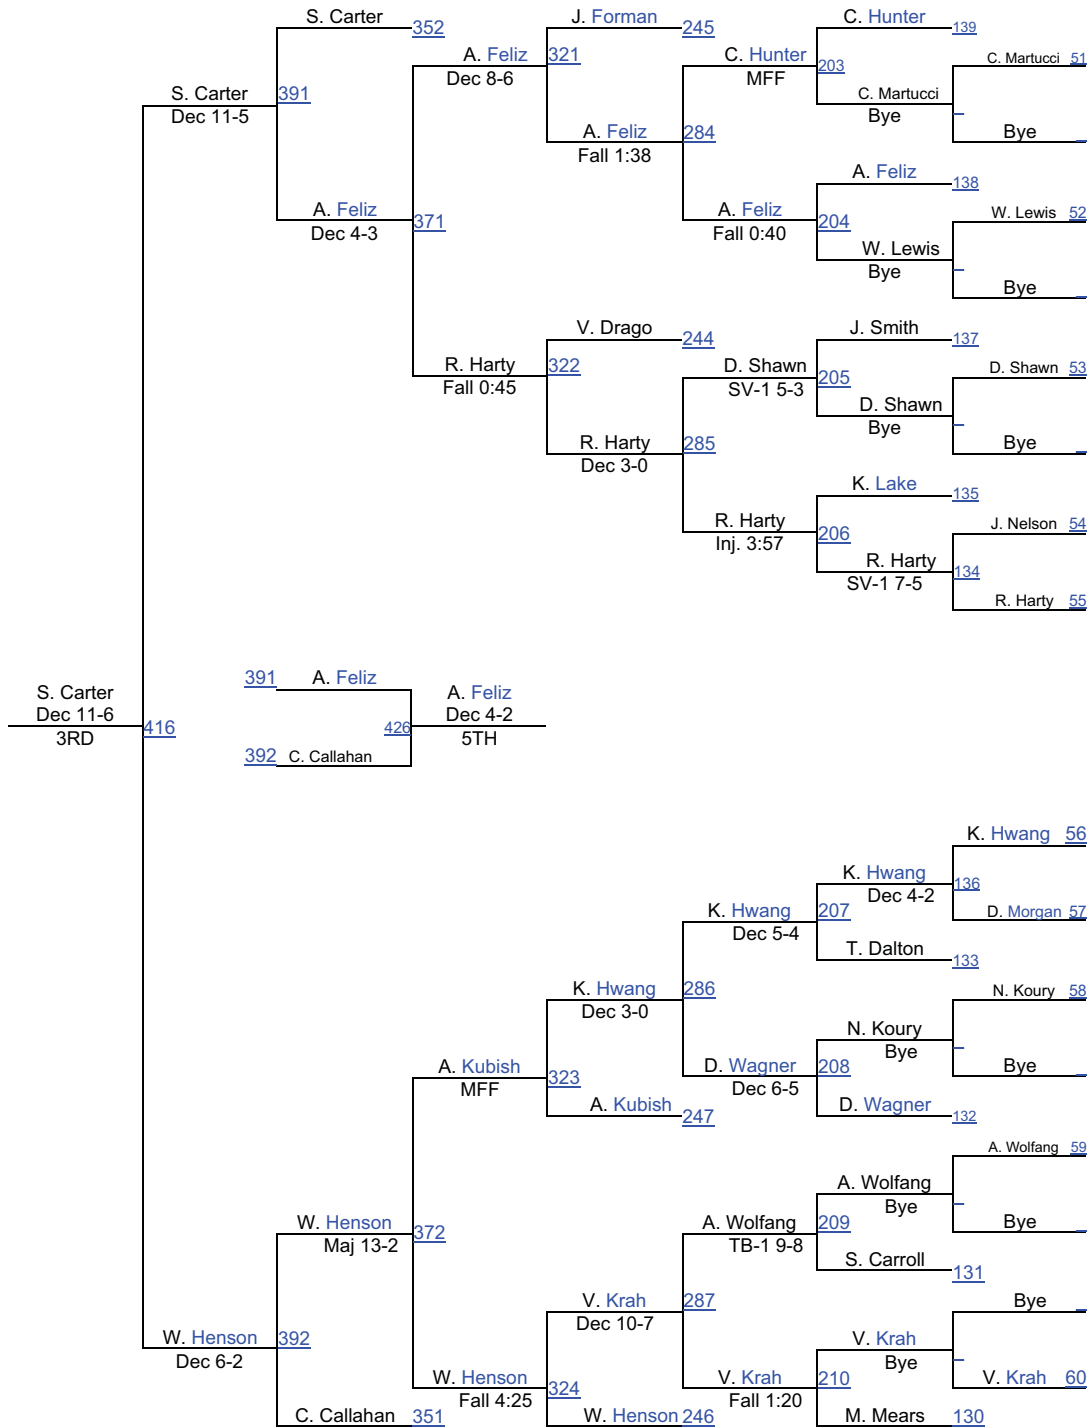 S. Carter 352
J. Forman 245
C. Hunter 139
A. Feliz 321
Dec 8-6
C. Hunter 203
MFF
C. Martucci 51
S. Carter 391
Dec 11-5
C. Martucci
Bye
A. Feliz 284
Fall 1:38
Bye
A. Feliz 138
A. Feliz 371
Dec 4-3
A. Feliz 204
Fall 0:40
W. Lewis 52
W. Lewis
Bye
Bye
V. Drago 244
J. Smith 137
R. Harty 322
Fall 0:45
D. Shawn 205
SV-1 5-3
D. Shawn 53
D. Shawn
Bye
R. Harty 285
Dec 3-0
Bye
K. Lake 135
R. Harty 206
Inj. 3:57
J. Nelson 54
R. Harty 134
SV-1 7-5
R. Harty 55
391 A. Feliz
S. Carter
Dec 11-6
3RD
416
A. Feliz
Dec 4-2
5TH
426
392 C. Callahan
K. Hwang 56
K. Hwang 136
Dec 4-2
K. Hwang 207
Dec 5-4
D. Morgan 57
T. Dalton 133
K. Hwang 286
Dec 3-0
N. Koury 58
N. Koury
Bye
A. Kubish 323
MFF
D. Wagner 208
Dec 6-5
Bye
A. Kubish 247
D. Wagner 132
A. Wolfang 59
A. Wolfang
Bye
W. Henson 372
Maj 13-2
A. Wolfang 209
TB-1 9-8
Bye
S. Carroll 131
V. Krah 287
Dec 10-7
Bye
W. Henson 392
Dec 6-2
V. Krah
Bye
W. Henson 324
Fall 4:25
V. Krah 210
Fall 1:20
V. Krah 60
C. Callahan 351
W. Henson 246
M. Mears 130